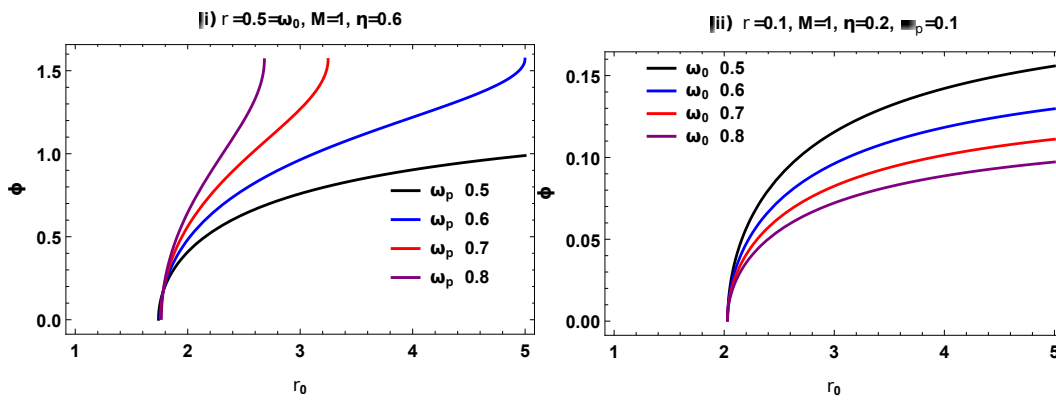 i) r=0.5=ω₀, M=1, η=0.6
1.5
1.0
0.5
0.0
Φ
ωₚ 0.5
ωₚ 0.6
ωₚ 0.7
ωₚ 0.8
1 2 3 4 5
r₀
ii) r=0.1, M=1, η=0.2, ₚ=0.1
0.15
0.10
0.05
0.00
Φ
ω₀ 0.5
ω₀ 0.6
ω₀ 0.7
ω₀ 0.8
1 2 3 4 5
r₀